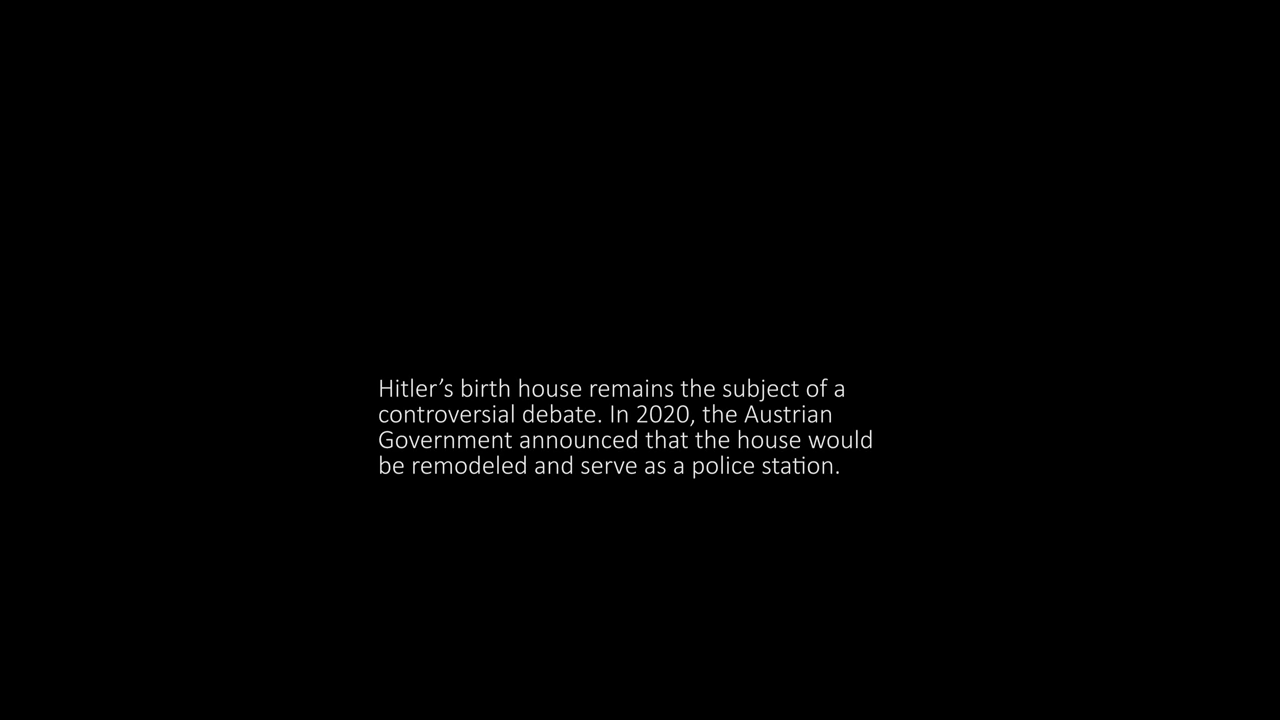 Hitler’s birth house remains the subject of a
controversial debate. In 2020, the Austrian
Government announced that the house would
be remodeled and serve as a police station.